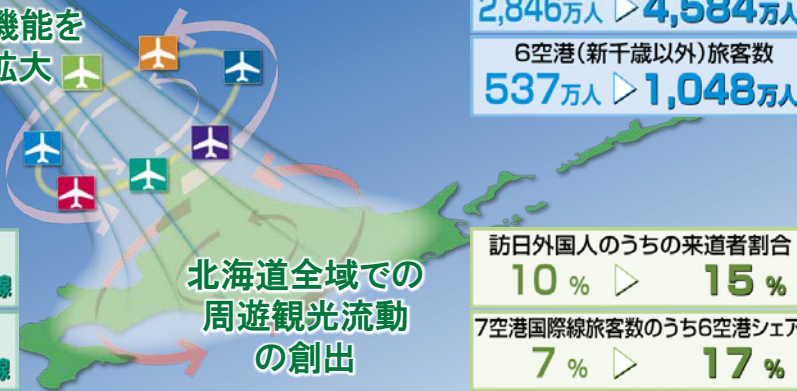 機能を
拡大
2,846万人 ▷ 4,584万人
6空港(新千歳以外)旅客数
537万人 ▷ 1,048万人
北海道全域での
周遊観光流動
の創出
線
線
訪日外国人のうちの来道者割合
10 % ▷ 15 %
7空港国際線旅客数のうち6空港シェア
7 % ▷ 17 %